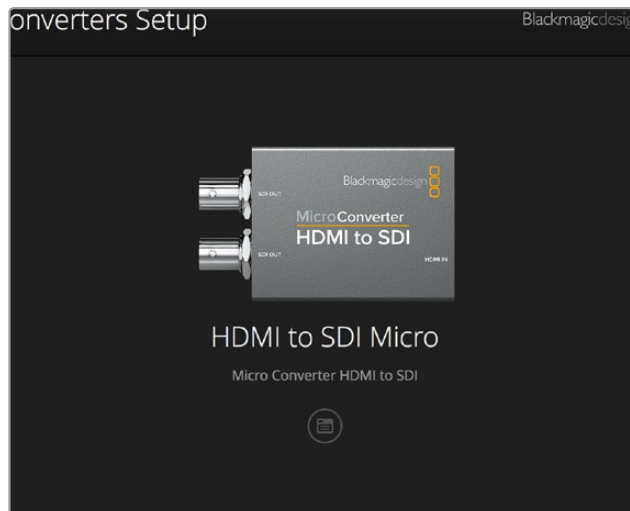 onverters Setup
Blackmagicdesig
Blackmagicdesign
SDI OUT
MicroConverter
HDMI to SDI
SDI OUT
HDMI IN
HDMI to SDI Micro
Micro Converter HDMI to SDI